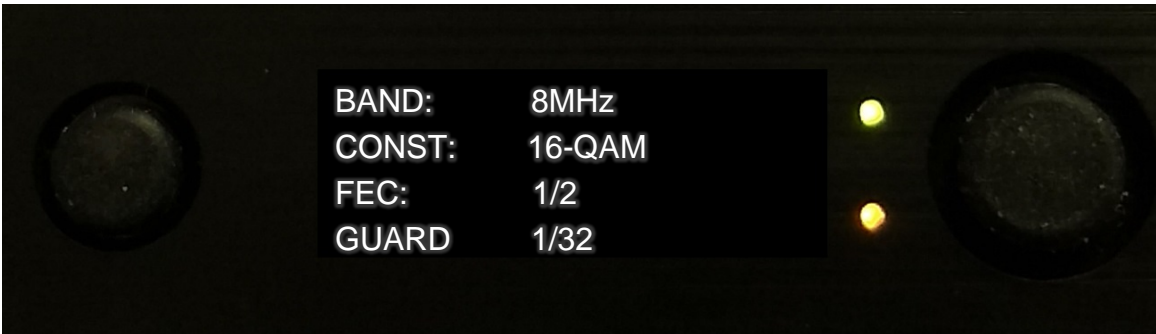 BAND: 8MHz
CONST: 16-QAM
FEC: 1/2
GUARD 1/32